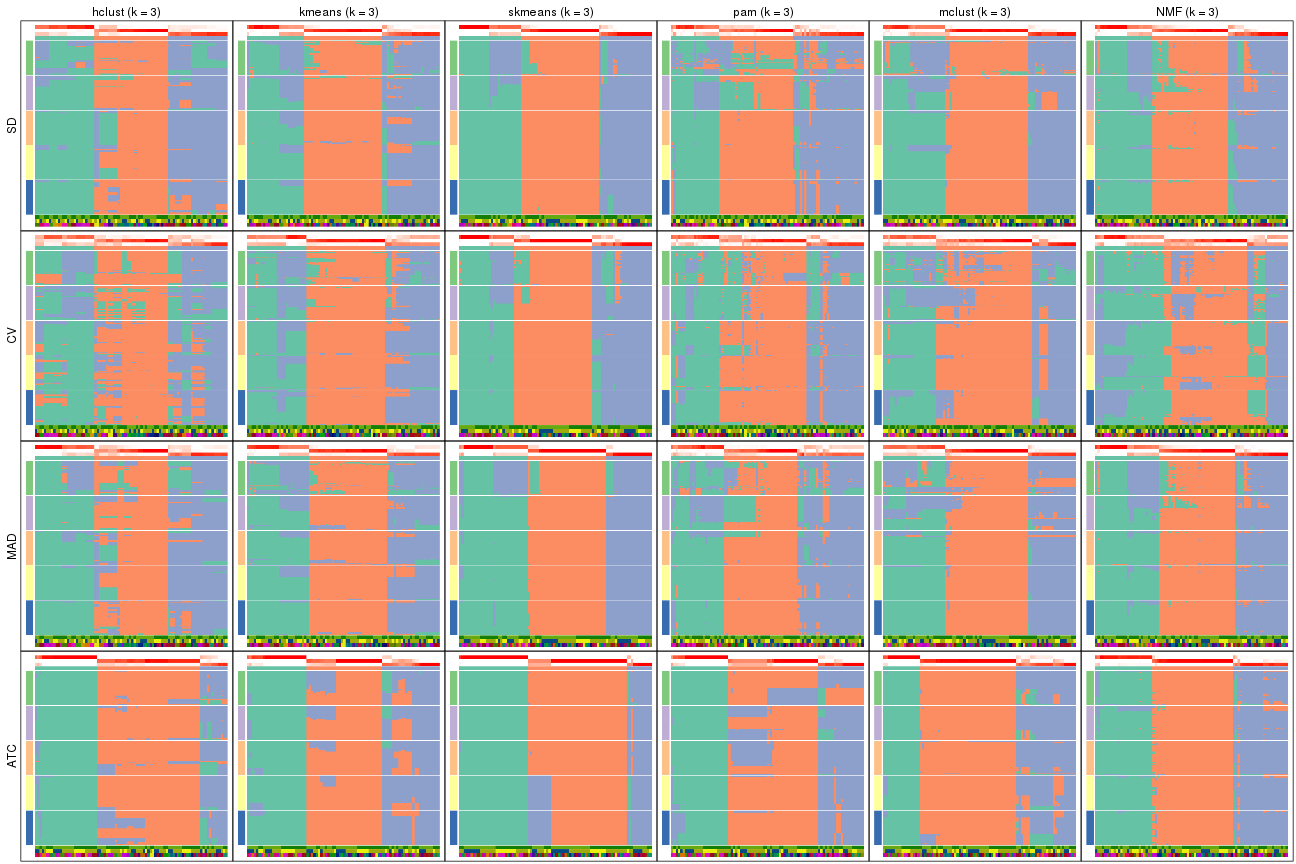 hclust (k = 3) kmeans (k = 3) skmeans (k = 3) pam (k = 3) mclust (k = 3) NMF (k = 3)
SD
CV
MAD
ATC